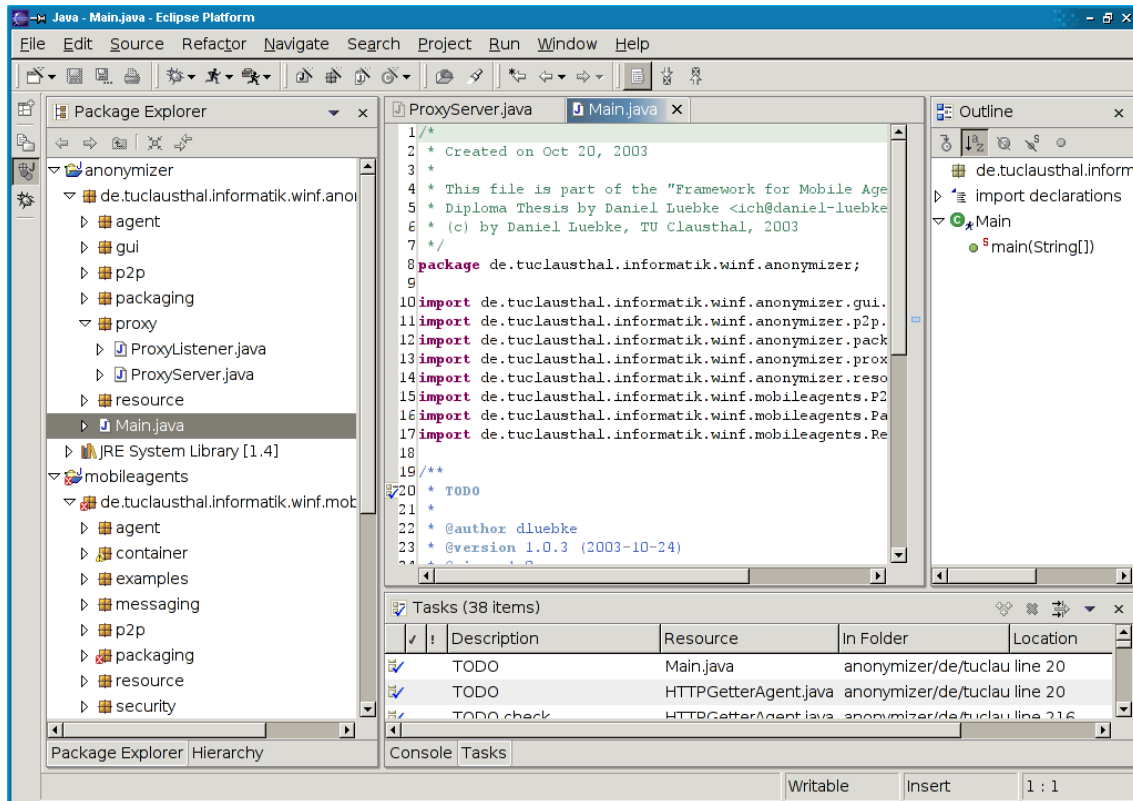 Java - Main.java - Eclipse Platform
File Edit Source Refactor Navigate Search Project Run Window Help
Package Explorer
anonymizer
de.tuclausthal.informatik.winf.anor
agent
gui
p2p
packaging
proxy
ProxyListener.java
ProxyServer.java
resource
Main.java
JRE System Library [1.4]
mobileagents
de.tuclausthal.informatik.winf.mob
agent
container
examples
messaging
p2p
packaging
resource
security
Package Explorer Hierarchy
ProxyServer.java Main.java
1 /*
2 * Created on Oct 20, 2003
3 *
4 * This file is part of the "Framework for Mobile Age
5 * Diploma Thesis by Daniel Luebke <ich@daniel-luebke
6 * (c) by Daniel Luebke, TU Clausthal, 2003
7 */
8 package de.tuclausthal.informatik.winf.anonymizer;
9
10 import de.tuclausthal.informatik.winf.anonymizer.gui.
11 import de.tuclausthal.informatik.winf.anonymizer.p2p.
12 import de.tuclausthal.informatik.winf.anonymizer.pack
13 import de.tuclausthal.informatik.winf.anonymizer.prox
14 import de.tuclausthal.informatik.winf.anonymizer.reso
15 import de.tuclausthal.informatik.winf.mobileagents.P2
16 import de.tuclausthal.informatik.winf.mobileagents.Pa
17 import de.tuclausthal.informatik.winf.mobileagents.Re
18
19 /**
20 * TODO
21 *
22 * @author dluebke
23 * @version 1.0.3 (2003-10-24)
Outline
de.tuclausthal.inform
import declarations
Main
main(String[])
Tasks (38 items)
✓ ! Description Resource In Folder Location
TODO Main.java anonymizer/de/tuclau line 20
TODO HTTPGetterAgent.java anonymizer/de/tuclau line 20
TODO check HTTPGetterAgent.java anonymizer/de/tuclau line 216
Console Tasks
Writable Insert 1 : 1